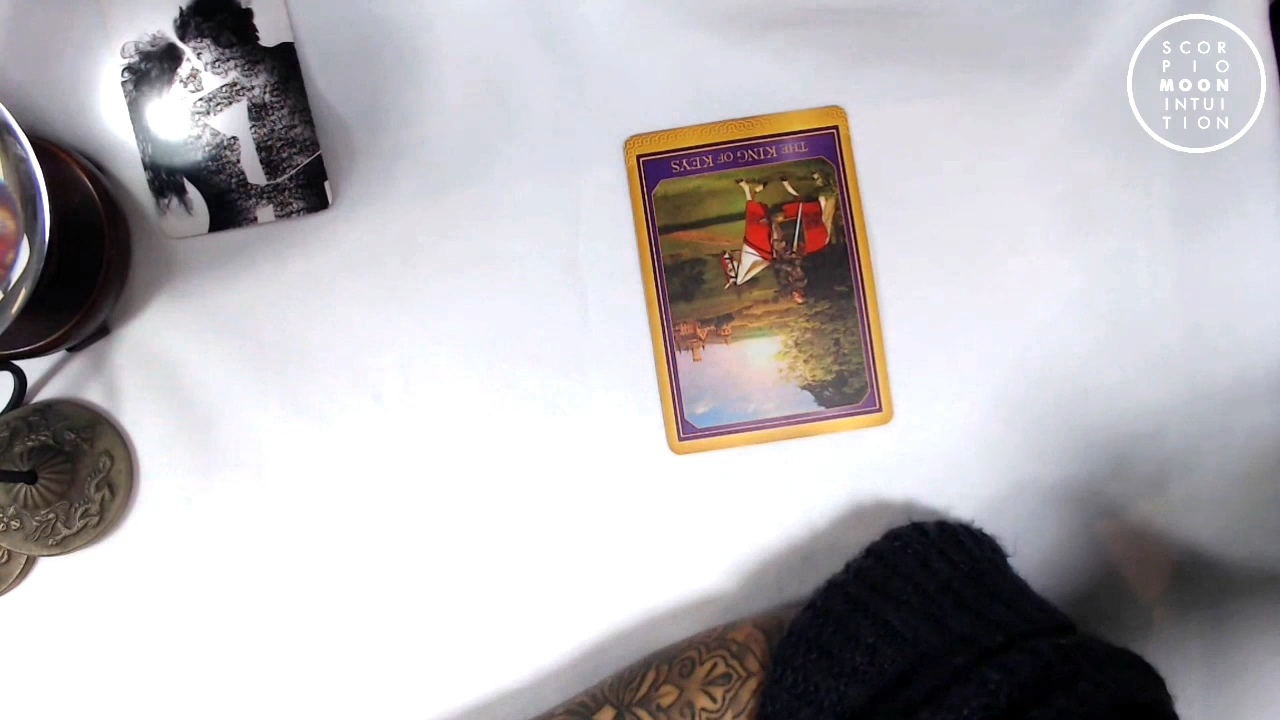 THE KING OF KEYS
SCOR
PIO
MOON
INTUI
TION